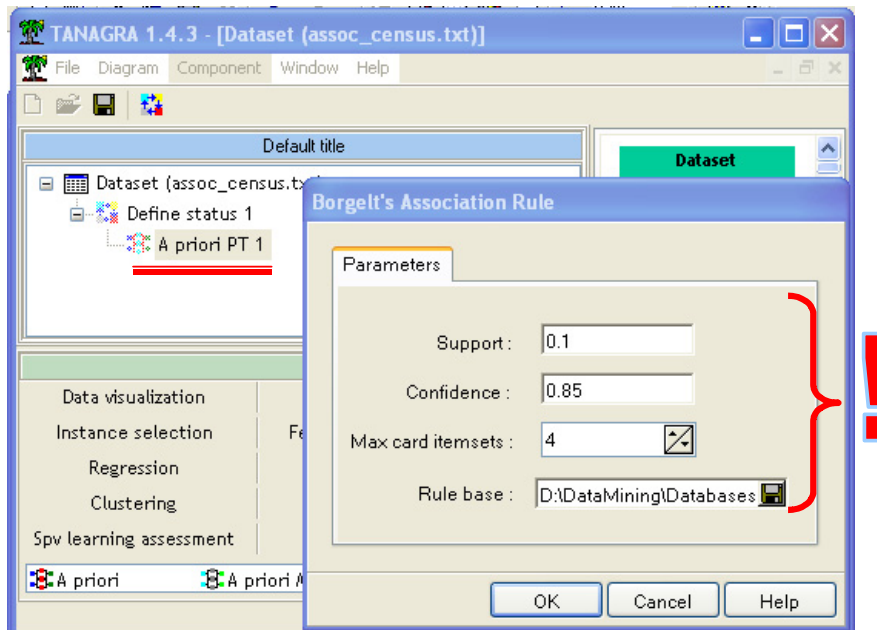 TANAGRA 1.4.3 - [Dataset (assoc_census.txt)]
File Diagram Component Window Help
Default title
Dataset
Dataset (assoc_census.tx
Define status 1
A priori PT 1
Borgelt's Association Rule
Parameters
Support :
0.1
Confidence :
0.85
Max card itemsets :
4
Rule base :
D:\DataMining\Databases
Data visualization
Instance selection
Fe
Regression
Clustering
Spv learning assessment
A priori
A priori
OK
Cancel
Help
!